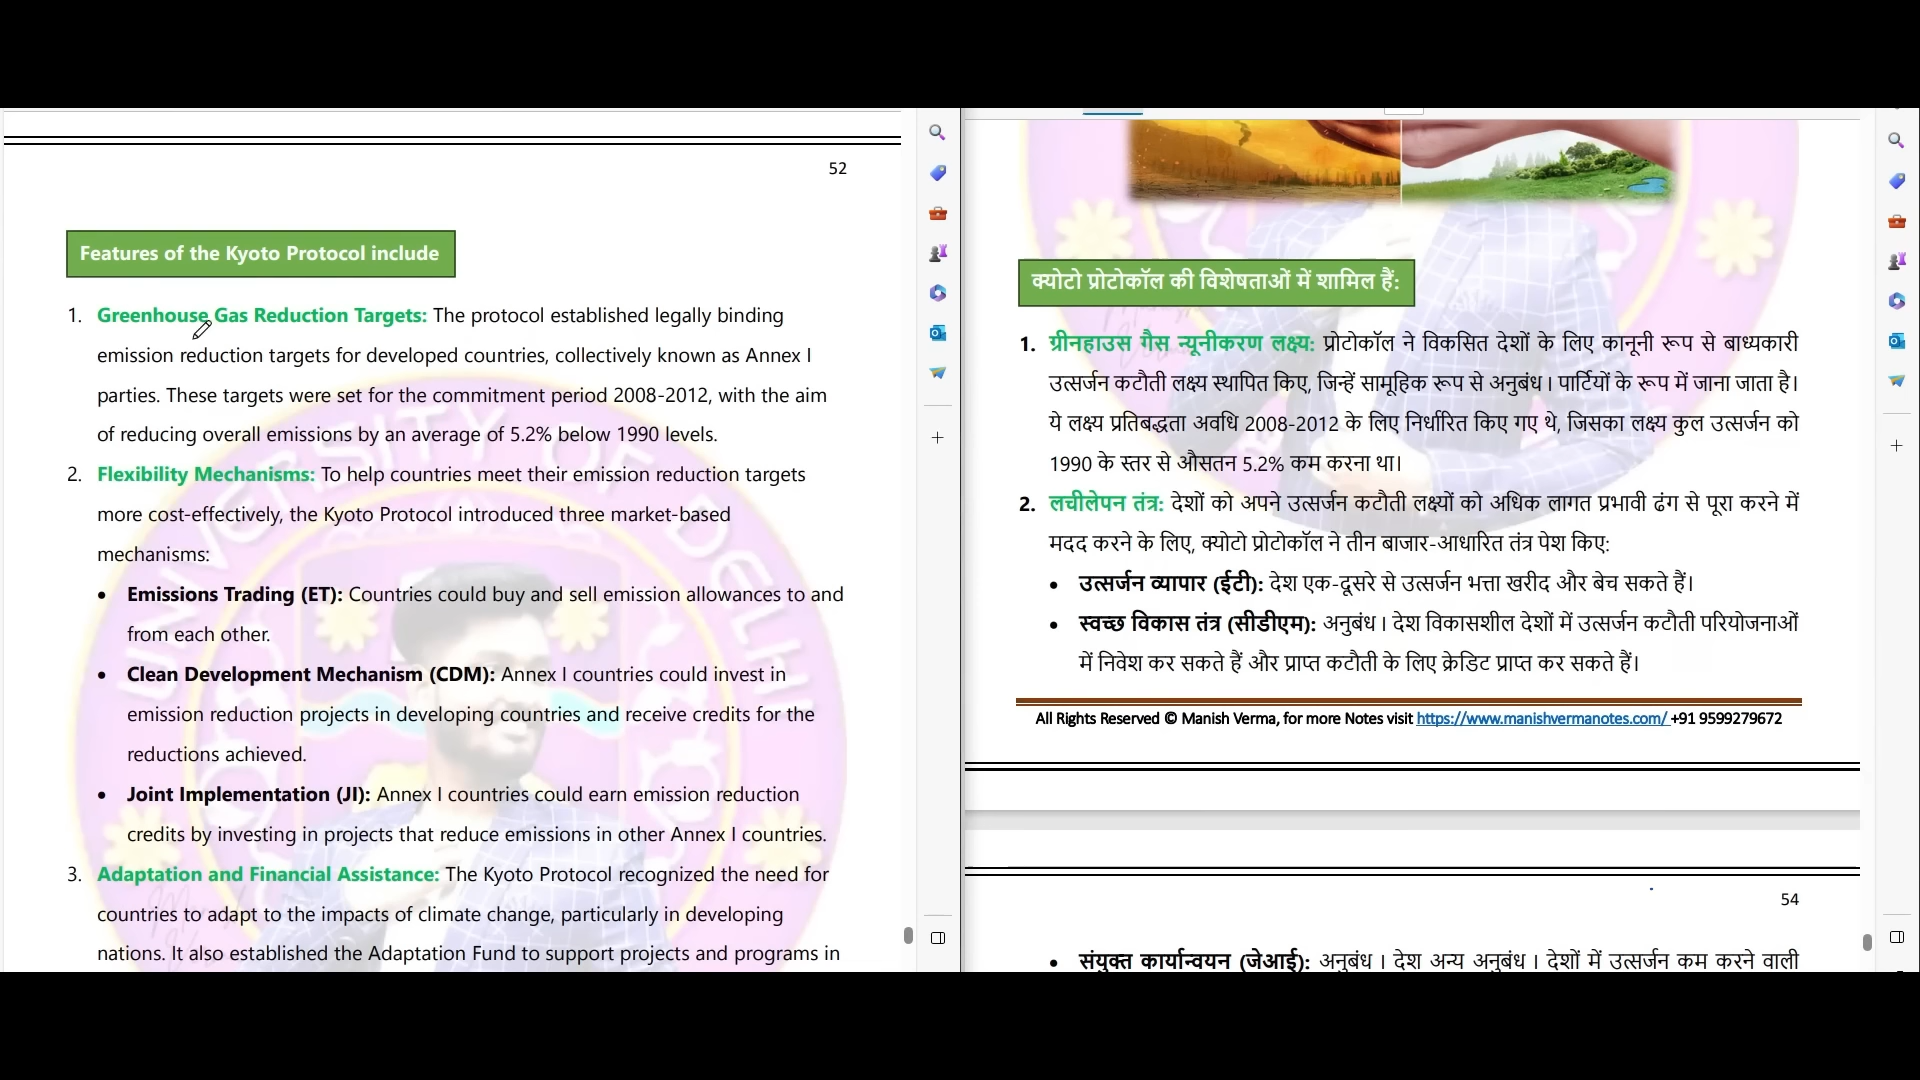 52
Features of the Kyoto Protocol include
1. Greenhouse Gas Reduction Targets: The protocol established legally binding
emission reduction targets for developed countries, collectively known as Annex I
parties. These targets were set for the commitment period 2008-2012, with the aim
of reducing overall emissions by an average of 5.2% below 1990 levels.
2. Flexibility Mechanisms: To help countries meet their emission reduction targets
more cost-effectively, the Kyoto Protocol introduced three market-based
mechanisms:
• Emissions Trading (ET): Countries could buy and sell emission allowances to and
from each other.
• Clean Development Mechanism (CDM): Annex I countries could invest in
emission reduction projects in developing countries and receive credits for the
reductions achieved.
• Joint Implementation (JI): Annex I countries could earn emission reduction
credits by investing in projects that reduce emissions in other Annex I countries.
3. Adaptation and Financial Assistance: The Kyoto Protocol recognized the need for
countries to adapt to the impacts of climate change, particularly in developing
nations. It also established the Adaptation Fund to support projects and programs in
UNIVERSITY OF DELHI
क्योटो प्रोटोकॉल की विशेषताओं में शामिल हैं:
1. ग्रीनहाउस गैस न्यूनीकरण लक्ष्य: प्रोटोकॉल ने विकसित देशों के लिए कानूनी रूप से बाध्यकारी
उत्सर्जन कटौती लक्ष्य स्थापित किए, जिन्हें सामूहिक रूप से अनुबंध । पार्टियों के रूप में जाना जाता है।
ये लक्ष्य प्रतिबद्धता अवधि 2008-2012 के लिए निर्धारित किए गए थे, जिसका लक्ष्य कुल उत्सर्जन को
1990 के स्तर से औसतन 5.2% कम करना था।
2. लचीलेपन तंत्र: देशों को अपने उत्सर्जन कटौती लक्ष्यों को अधिक लागत प्रभावी ढंग से पूरा करने में
मदद करने के लिए, क्योटो प्रोटोकॉल ने तीन बाजार-आधारित तंत्र पेश किए:
• उत्सर्जन व्यापार (ईटी): देश एक-दूसरे से उत्सर्जन भत्ता खरीद और बेच सकते हैं।
• स्वच्छ विकास तंत्र (सीडीएम): अनुबंध । देश विकासशील देशों में उत्सर्जन कटौती परियोजनाओं
में निवेश कर सकते हैं और प्राप्त कटौती के लिए क्रेडिट प्राप्त कर सकते हैं।
All Rights Reserved © Manish Verma, for more Notes visit https://www.manishvermanotes.com/ +91 9599279672
54
• संयुक्त कार्यान्वयन (जेआई): अनुबंध । देश अन्य अनुबंध । देशों में उत्सर्जन कम करने वाली